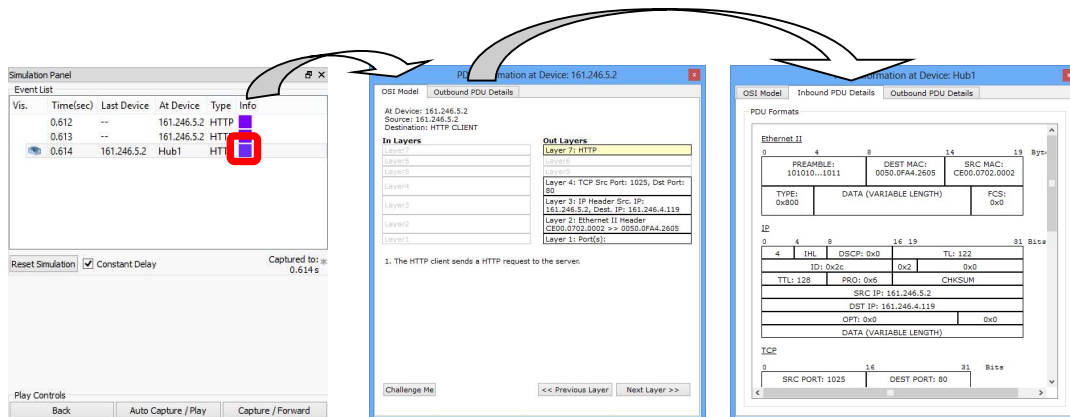 Simulation Panel
Event List
Vis. Time(sec) Last Device At Device Type Info
0.612 -- 161.246.5.2 HTTP
0.613 -- 161.246.5.2
0.614 161.246.5.2 Hub1
Reset Simulation Constant Delay Captured to: *
0.614 s
Play Controls
Back Auto Capture / Play Capture / Forward
at Device: 161.246.5.2 x
OSI Model Outbound PDU Details
At Device: 161.246.5.2
Source: 161.246.5.2
Destination: HTTP CLIENT
In Layers Out Layers
Layer7 Layer 7: HTTP
Layer6 Layer6
Layer5 Layer5
Layer4 Layer 4: TCP Src Port: 1025, Dst Port:
80
Layer3 Layer 3: IP Header Src. IP:
161.246.5.2, Dest. IP: 161.246.4.119
Layer2 Layer 2: Ethernet II Header
CE00.0702.0002 >> 0050.0FA4.2605
Layer1 Layer 1: Port(s):
1. The HTTP client sends a HTTP request to the server.
Challenge Me << Previous Layer Next Layer >>
at Device: Hub1 x
OSI Model Inbound PDU Details Outbound PDU Details
PDU Formats
Ethernet II
0 4 8 14 19
PREAMBLE: DEST MAC: SRC MAC:
101010...1011 0050.0FA4.2605 CE00.0702.0002
TYPE: DATA (VARIABLE LENGTH) FCS:
0x800 0x0
IP
0 4 8 16 19 31 Bits
4 IHL DSCP: 0x0 TL: 122
ID: 0x2c 0x2 0x0
TTL: 128 PRO: 0x6 CHKSUM
SRC IP: 161.246.5.2
DST IP: 161.246.4.119
OPT: 0x0 0x0
DATA (VARIABLE LENGTH)
TCP
0 16 31 Bits
SRC PORT: 1025 DEST PORT: 80